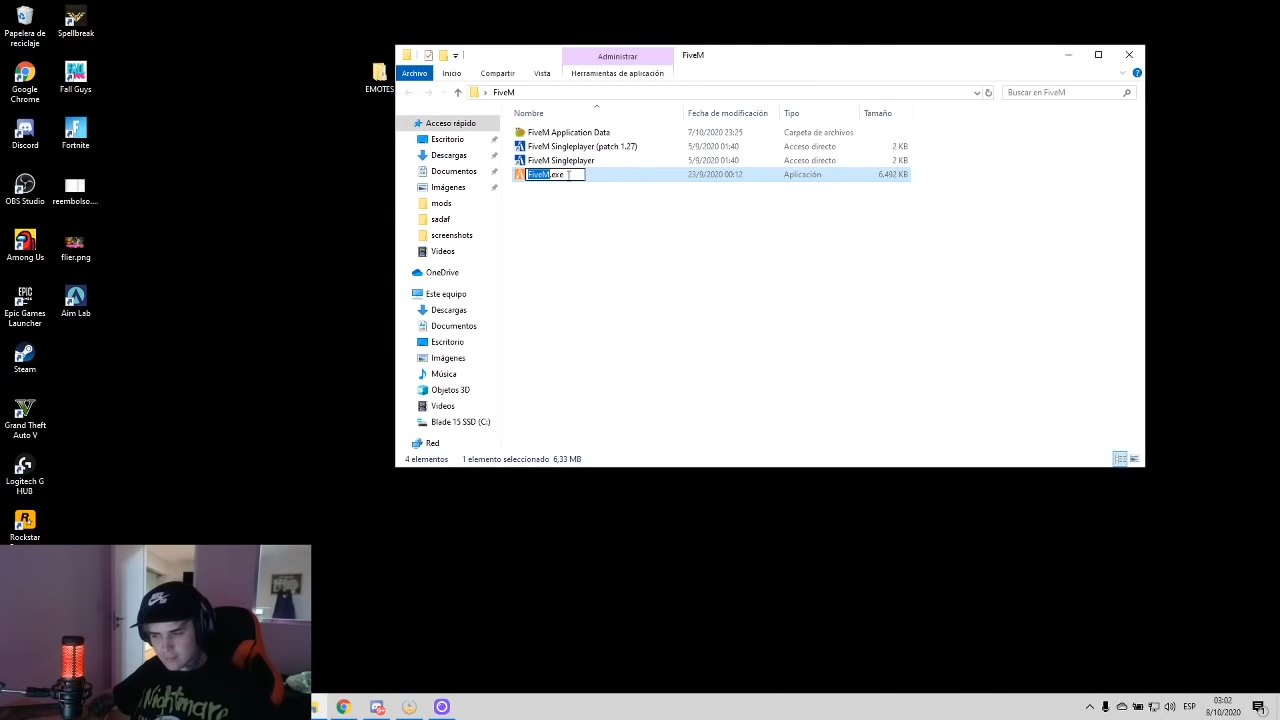 Papelera de
reciclaje
Spellbreak
Google
Chrome
Fall Guys
Discord
Fortnite
OBS Studio
reembolso....
Among Us
flier.png
EPIC
GAMES
Epic Games
Launcher
Aim Lab
Steam
Grand Theft
Auto V
Logitech G
HUB
Rockstar
EMOTES
Administrar
FiveM
Archivo
Inicio
Compartir
Vista
Herramientas de aplicación
FiveM
Buscar en FiveM
Nombre
Fecha de modificación
Tipo
Tamaño
FiveM Application Data
7/10/2020 23:25
Carpeta de archivos
FiveM Singleplayer (patch 1.27)
5/9/2020 01:40
Acceso directo
2 KB
FiveM Singleplayer
5/9/2020 01:40
Acceso directo
2 KB
FiveM.exe
23/9/2020 00:12
Aplicación
6.492 KB
Acceso rápido
Escritorio
Descargas
Documentos
Imágenes
mods
sadaf
screenshots
Videos
OneDrive
Este equipo
Descargas
Documentos
Escritorio
Imágenes
Música
Objetos 3D
Videos
Blade 15 SSD (C:)
Red
4 elementos
1 elemento seleccionado 6,33 MB
Nightmare
ESP
03:02
8/10/2020